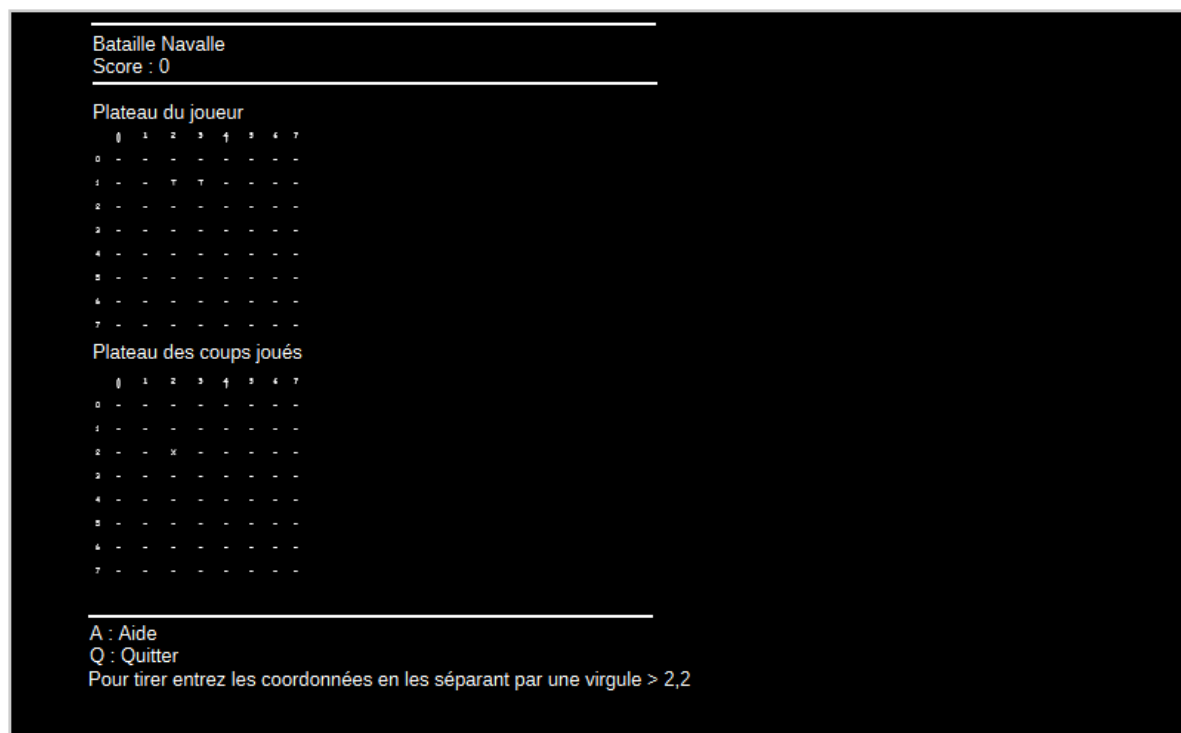 Bataille Navalle
Score : 0
Plateau du joueur
0 1 2 3 4 5 6 7
0 - - - - - - - -
1 - - T T - - - -
2 - - - - - - - -
3 - - - - - - - -
4 - - - - - - - -
5 - - - - - - - -
6 - - - - - - - -
7 - - - - - - - -
Plateau des coups joués
0 1 2 3 4 5 6 7
0 - - - - - - - -
1 - - - - - - - -
2 - - X - - - - -
3 - - - - - - - -
4 - - - - - - - -
5 - - - - - - - -
6 - - - - - - - -
7 - - - - - - - -
A : Aide
Q : Quitter
Pour tirer entrez les coordonnées en les séparant par une virgule > 2,2